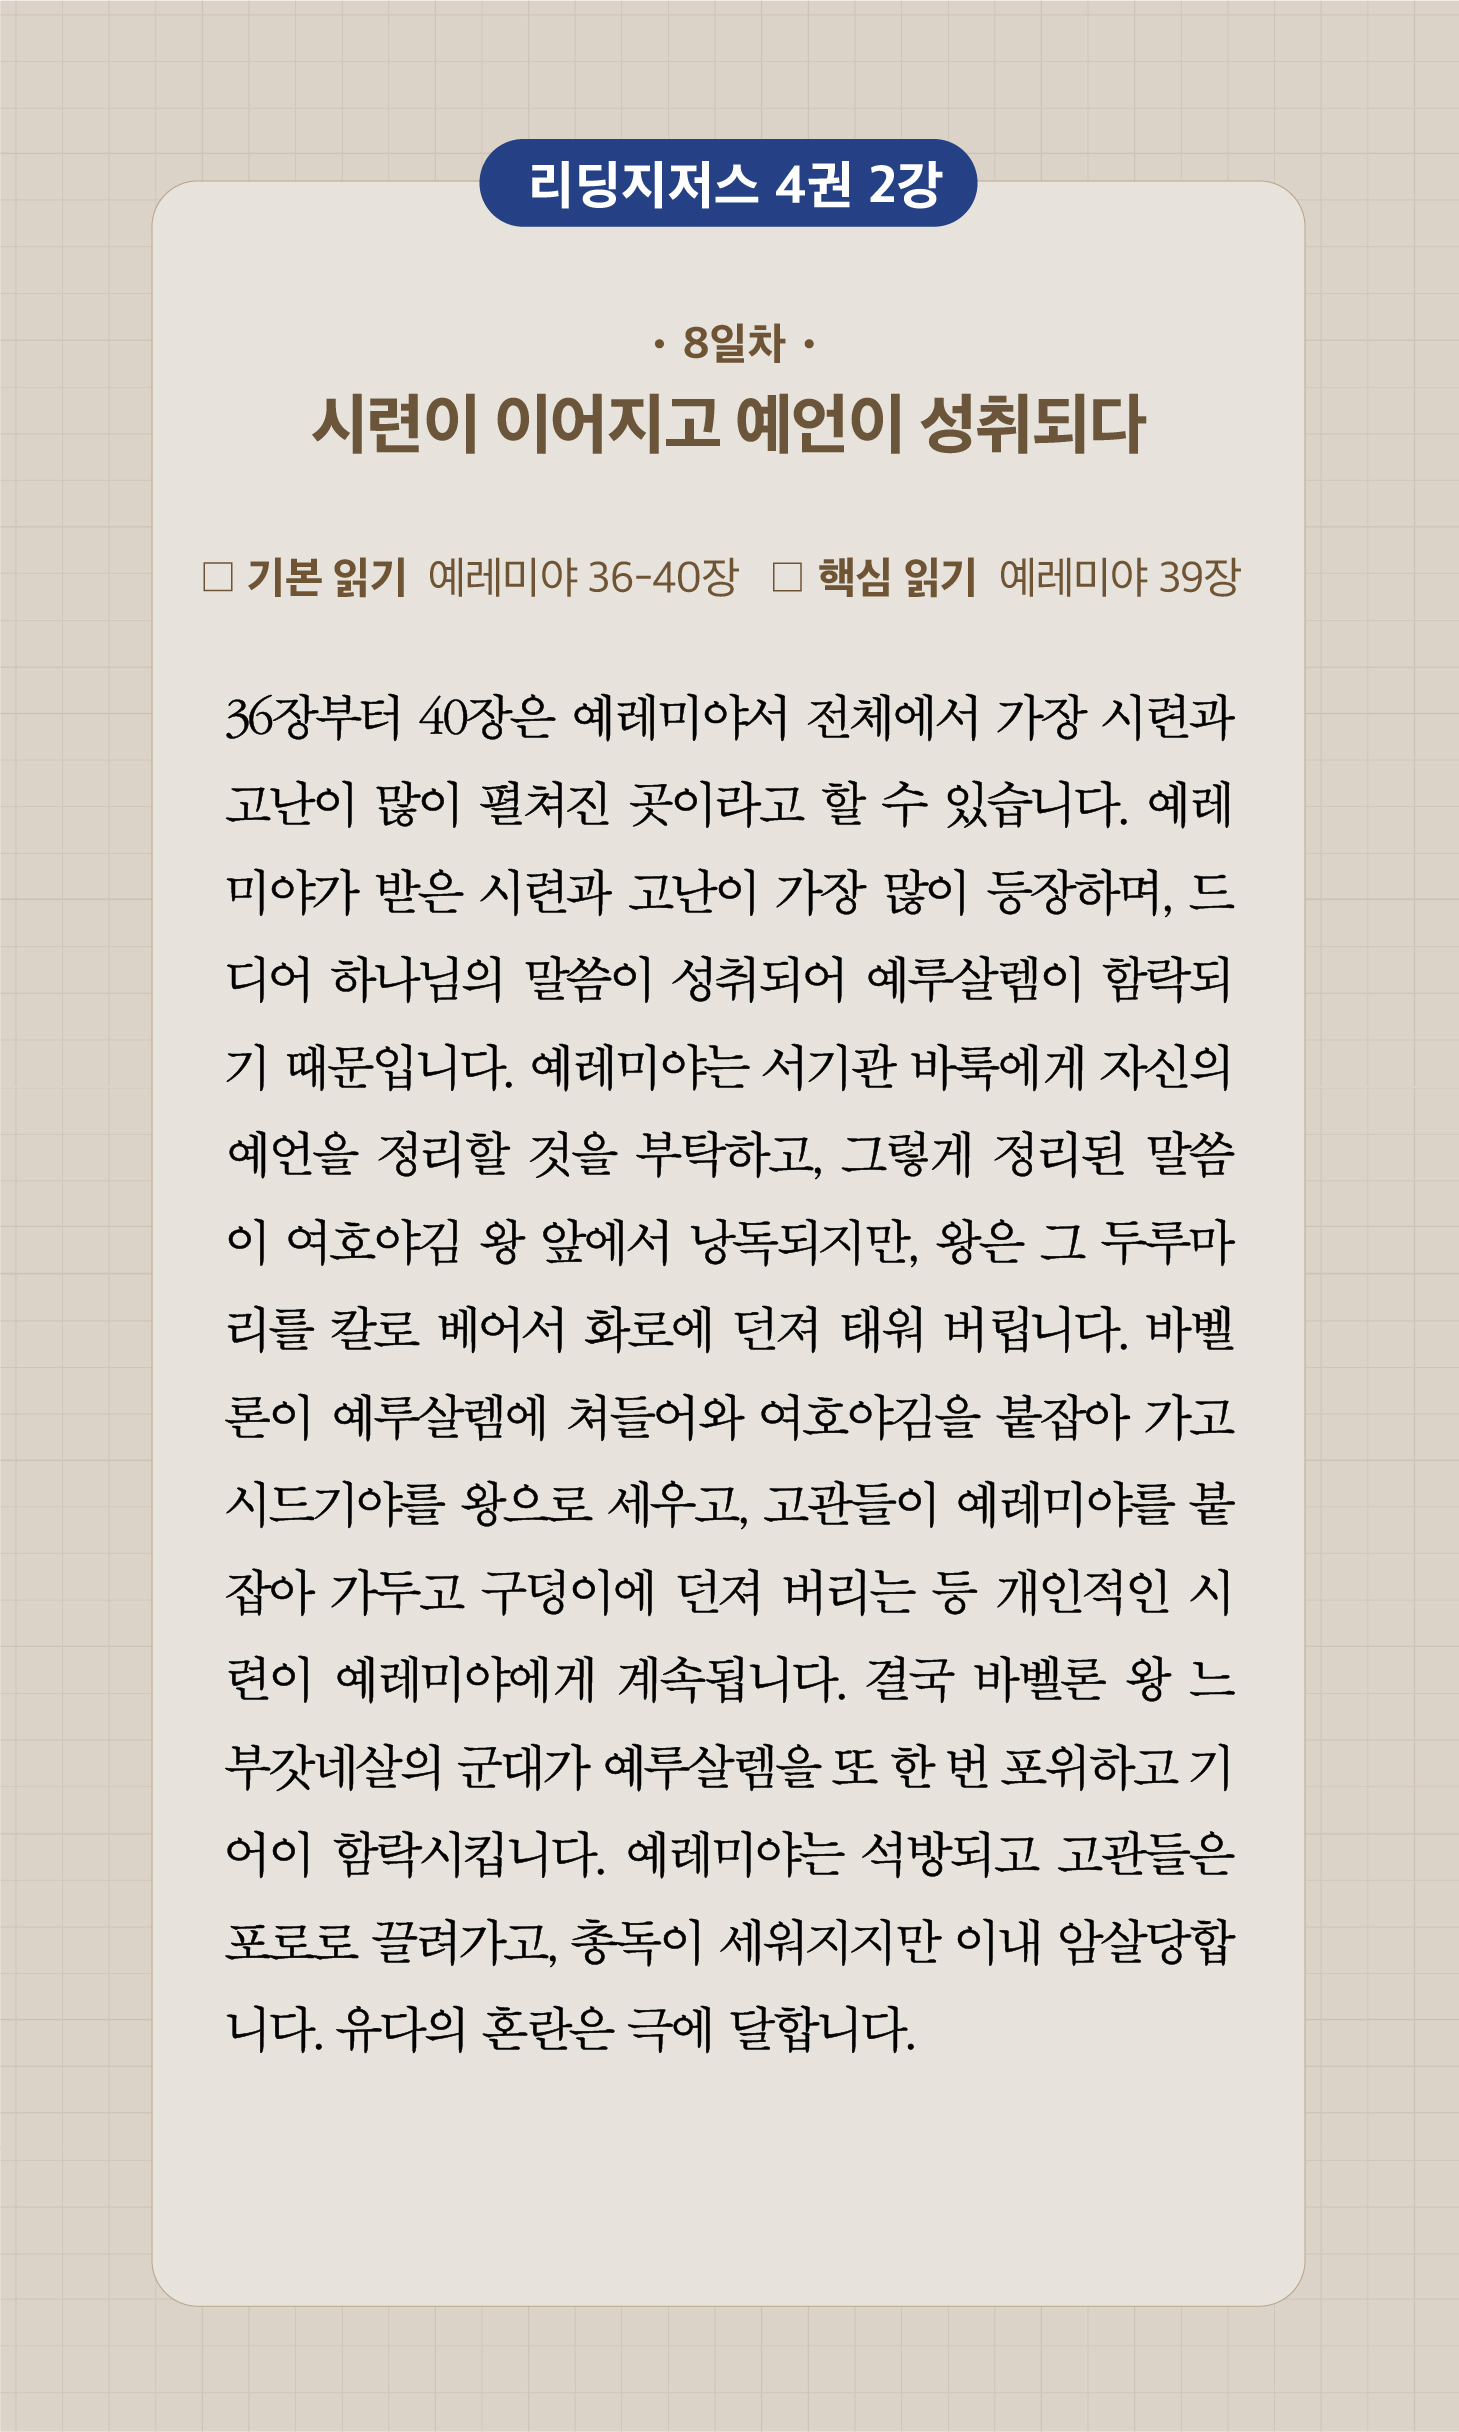 리딩지저스 4권 2강
· 8일차 ·
시련이 이어지고 예언이 성취되다
□ 기본 읽기 예레미야 36-40장 □ 핵심 읽기 예레미야 39장
36장부터 40장은 예레미야서 전체에서 가장 시련과
고난이 많이 펼쳐진 곳이라고 할 수 있습니다. 예레
미야가 받은 시련과 고난이 가장 많이 등장하며, 드
디어 하나님의 말씀이 성취되어 예루살렘이 함락되
기 때문입니다. 예레미야는 서기관 바룩에게 자신의
예언을 정리할 것을 부탁하고, 그렇게 정리된 말씀
이 여호야김 왕 앞에서 낭독되지만, 왕은 그 두루마
리를 칼로 베어서 화로에 던져 태워 버립니다. 바벨
론이 예루살렘에 쳐들어와 여호야김을 붙잡아 가고
시드기야를 왕으로 세우고, 고관들이 예레미야를 붙
잡아 가두고 구덩이에 던져 버리는 등 개인적인 시
련이 예레미야에게 계속됩니다. 결국 바벨론 왕 느
부갓네살의 군대가 예루살렘을 또 한 번 포위하고 기
어이 함락시킵니다. 예레미야는 석방되고 고관들은
포로로 끌려가고, 총독이 세워지지만 이내 암살당합
니다. 유다의 혼란은 극에 달합니다.